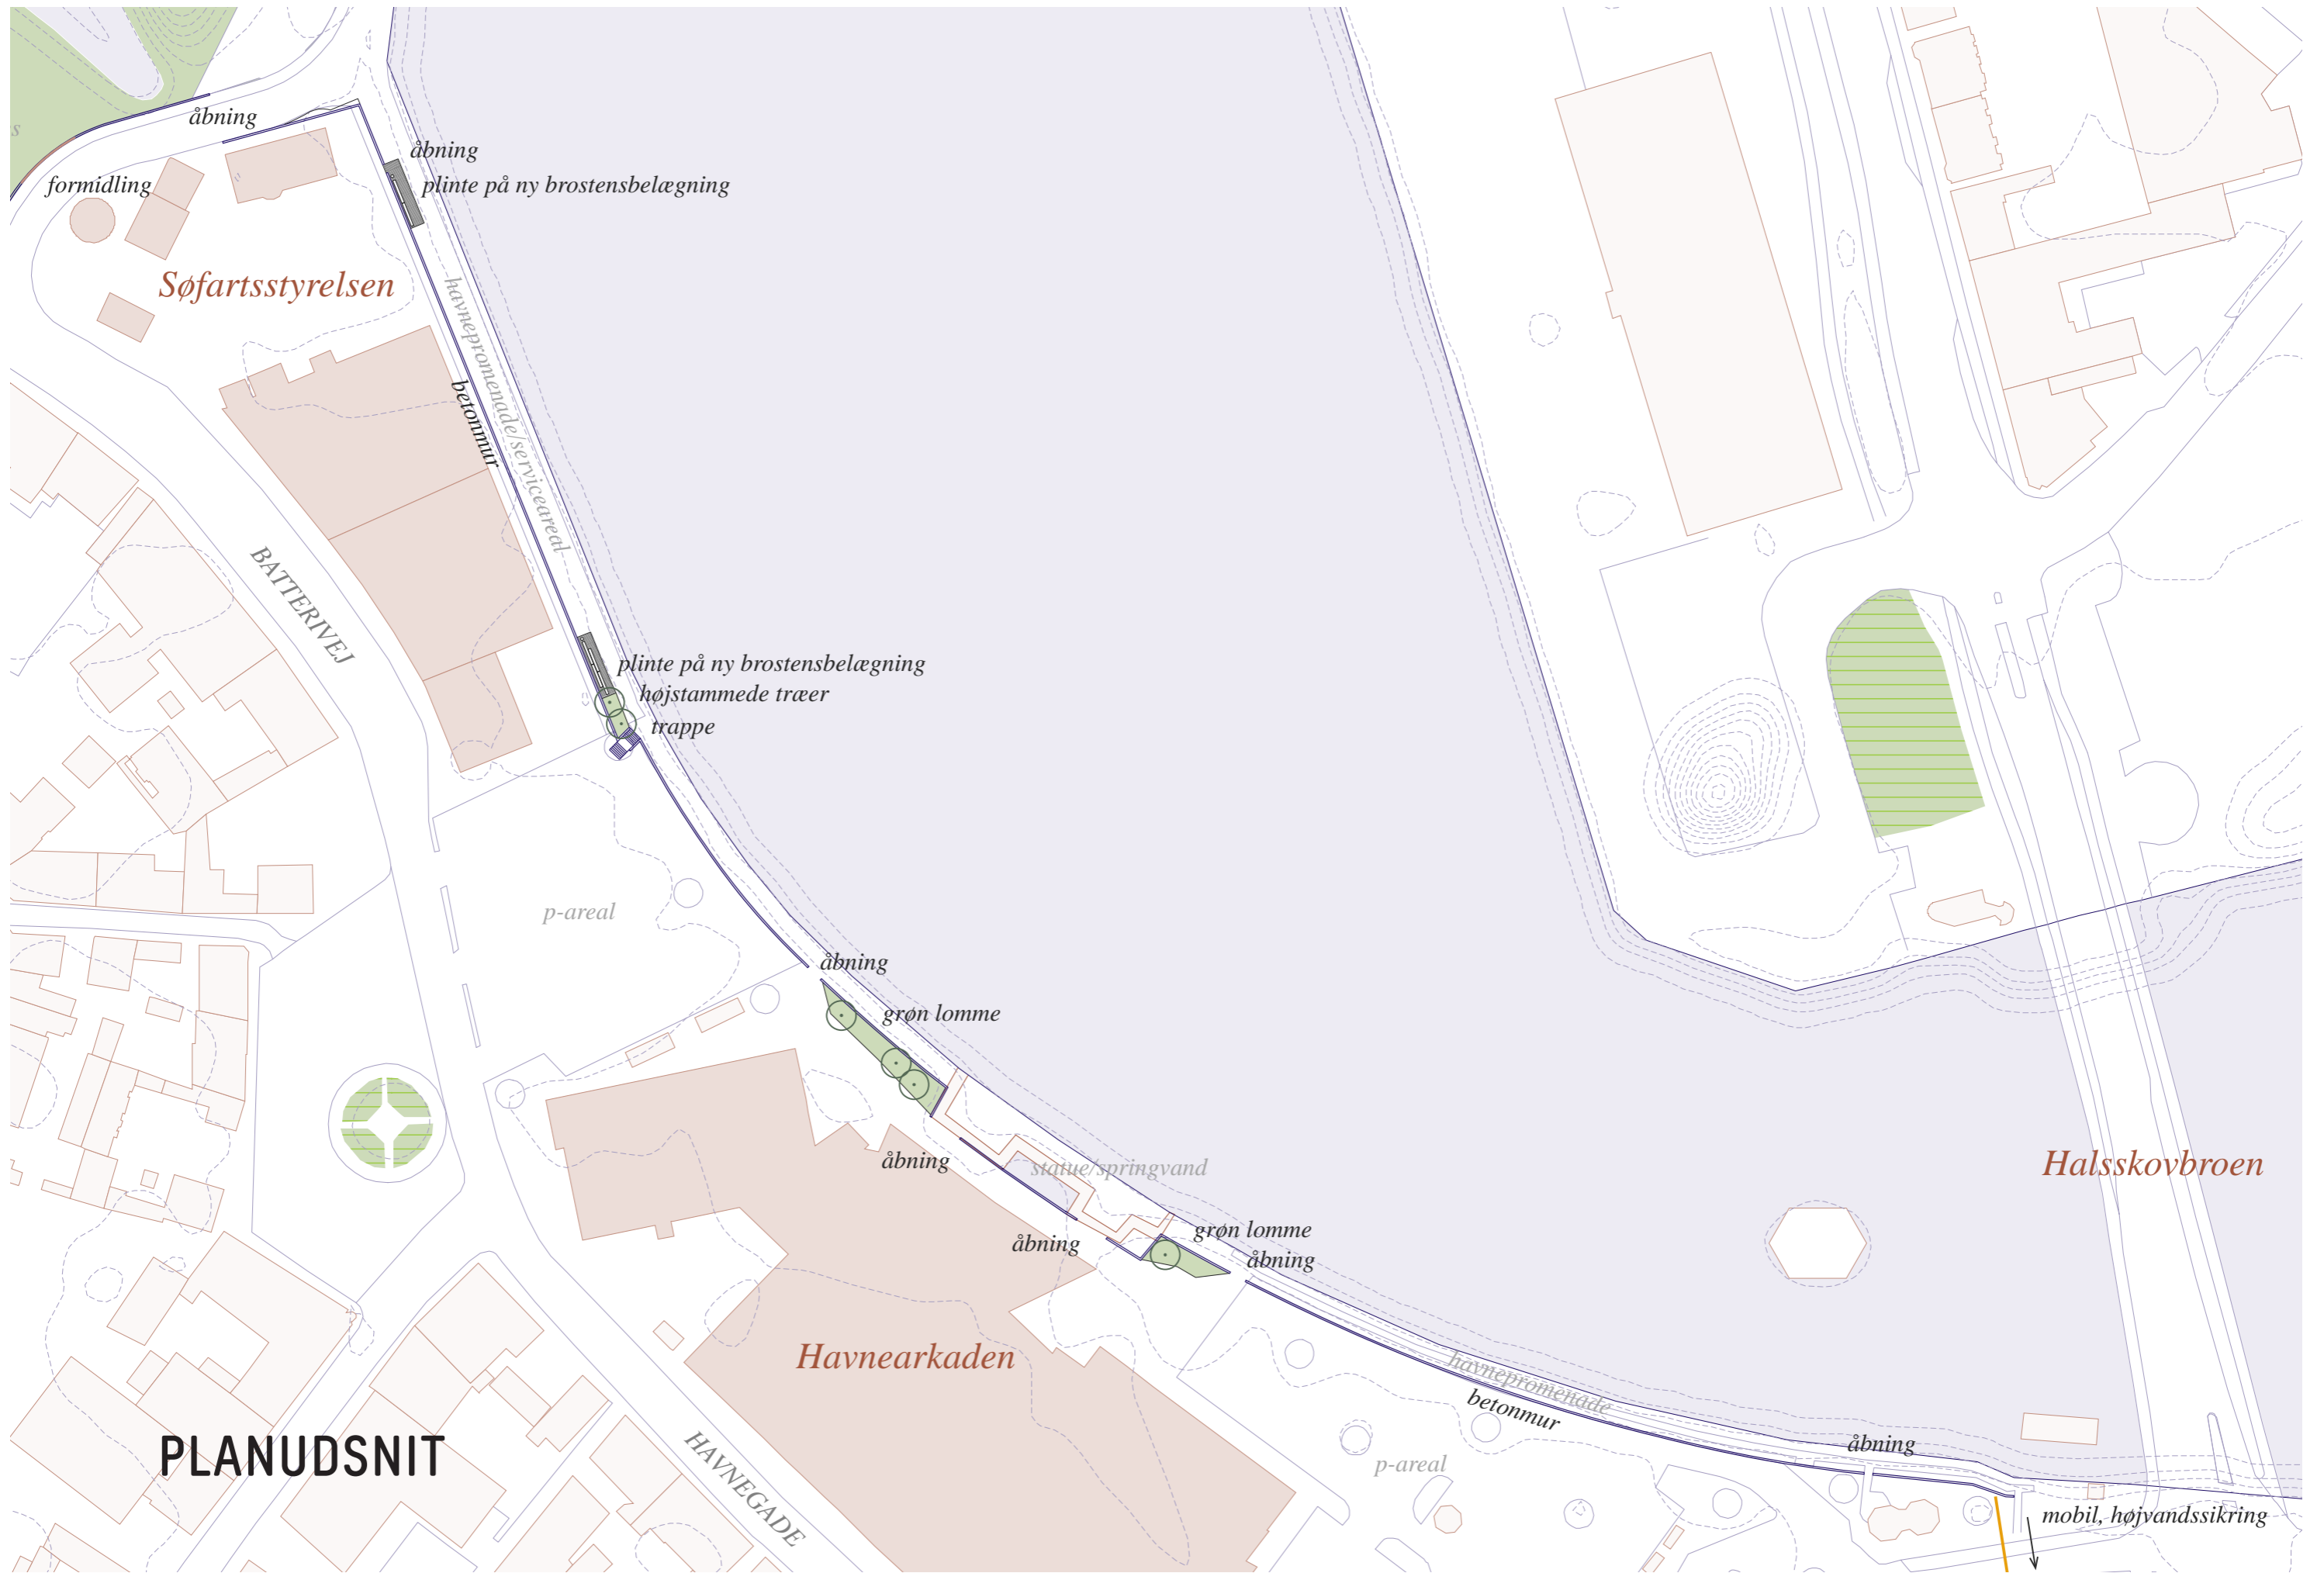 åbning
s
åbning
formidling
plinte på ny brostensbelægning
Søfartsstyrelsen
havnepromenade/serviceareal
betonmur
BATTERIVEJ
plinte på ny brostensbelægning
højstammede træer
trappe
p-areal
åbning
grøn lomme
åbning
statue/springvand
Halsskovbroen
grøn lomme
åbning
åbning
Havnearkaden
havnepromenade
betonmur
PLANUDSNIT
HAVNEGADE
p-areal
åbning
mobil, højvandssikring